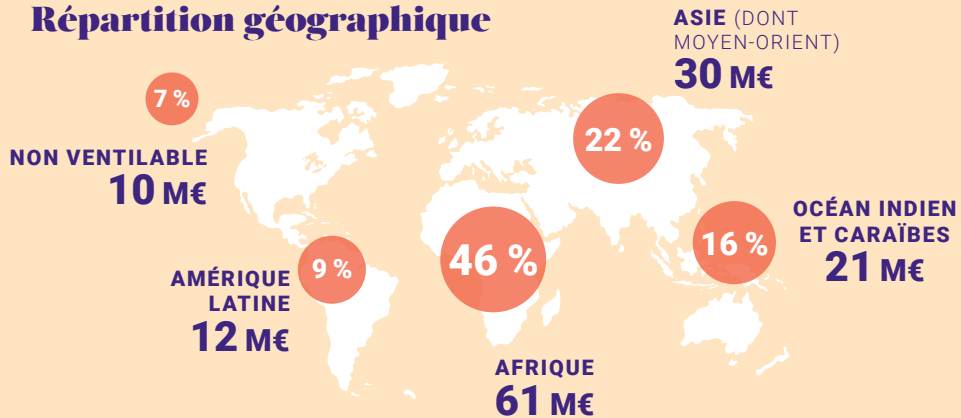 Répartition géographique
ASIE (DONT
MOYEN-ORIENT)
30 M€
22 %
7 %
NON VENTILABLE
10 M€
OCÉAN INDIEN
ET CARAÏBES
21 M€
16 %
46 %
AFRIQUE
61 M€
9 %
AMÉRIQUE
LATINE
12 M€